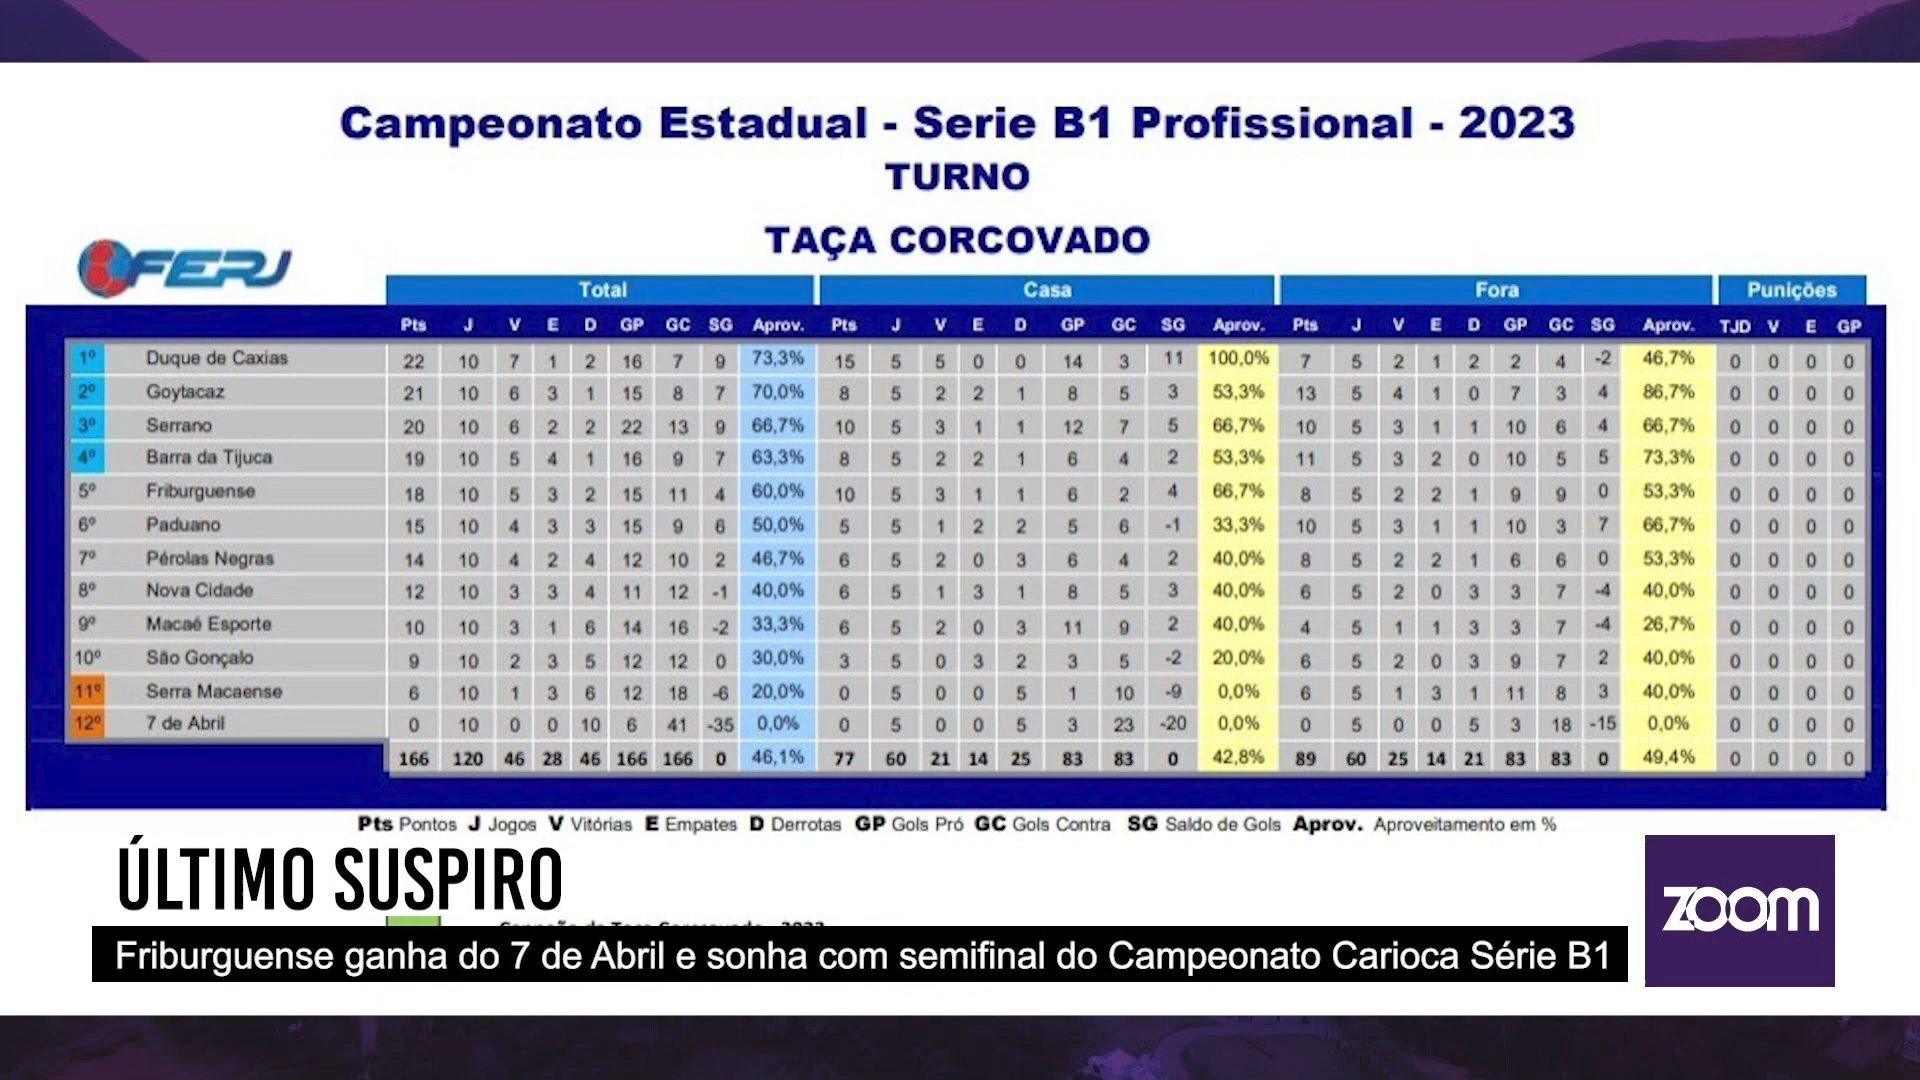 Campeonato Estadual - Serie B1 Profissional - 2023
TURNO
TAÇA CORCOVADO
FERJ
Total Casa Fora Punições
Pts J V E D GP GC SG Aprov. Pts J V E D GP GC SG Aprov. Pts J V E D GP GC SG Aprov. TJD V E GP
1º Duque de Caxias 22 10 7 1 2 16 7 9 73,3% 15 5 5 0 0 14 3 11 100,0% 7 5 2 1 2 2 4 -2 46,7% 0 0 0 0
2º Goytacaz 21 10 6 3 1 15 8 7 70,0% 8 5 2 2 1 8 5 3 53,3% 13 5 4 1 0 7 3 4 86,7% 0 0 0 0
3º Serrano 20 10 6 2 2 22 13 9 66,7% 10 5 3 1 1 12 7 5 66,7% 10 5 3 1 1 10 6 4 66,7% 0 0 0 0
4º Barra da Tijuca 19 10 5 4 1 16 9 7 63,3% 8 5 2 2 1 6 4 2 53,3% 11 5 3 2 0 10 5 5 73,3% 0 0 0 0
5º Friburguense 18 10 5 3 2 15 11 4 60,0% 10 5 3 1 1 6 2 4 66,7% 8 5 2 2 1 9 9 0 53,3% 0 0 0 0
6º Paduano 15 10 4 3 3 15 9 6 50,0% 5 5 1 2 2 5 6 -1 33,3% 10 5 3 1 1 10 3 7 66,7% 0 0 0 0
7º Pérolas Negras 14 10 4 2 4 12 10 2 46,7% 6 5 2 0 3 6 4 2 40,0% 8 5 2 2 1 6 6 0 53,3% 0 0 0 0
8º Nova Cidade 12 10 3 3 4 11 12 -1 40,0% 6 5 1 3 1 8 5 3 40,0% 6 5 2 0 3 3 7 -4 40,0% 0 0 0 0
9º Macaé Esporte 10 10 3 1 6 14 16 -2 33,3% 6 5 2 0 3 11 9 2 40,0% 4 5 1 1 3 3 7 -4 26,7% 0 0 0 0
10º São Gonçalo 9 10 2 3 5 12 12 0 30,0% 3 5 0 3 2 3 5 -2 20,0% 6 5 2 0 3 9 7 2 40,0% 0 0 0 0
11º Serra Macaense 6 10 1 3 6 12 18 -6 20,0% 0 5 0 0 5 1 10 -9 0,0% 6 5 1 3 1 11 8 3 40,0% 0 0 0 0
12º 7 de Abril 0 10 0 0 10 6 41 -35 0,0% 0 5 0 0 5 3 23 -20 0,0% 0 5 0 0 5 3 18 -15 0,0% 0 0 0 0
166 120 46 28 46 166 166 0 46,1% 77 60 21 14 25 83 83 0 42,8% 89 60 25 14 21 83 83 0 49,4% 0 0 0 0
Pts Pontos J Jogos V Vitórias E Empates D Derrotas GP Gols Pró GC Gols Contra SG Saldo de Gols Aprov. Aproveitamento em %
ÚLTIMO SUSPIRO
Friburguense ganha do 7 de Abril e sonha com semifinal do Campeonato Carioca Série B1
zoom